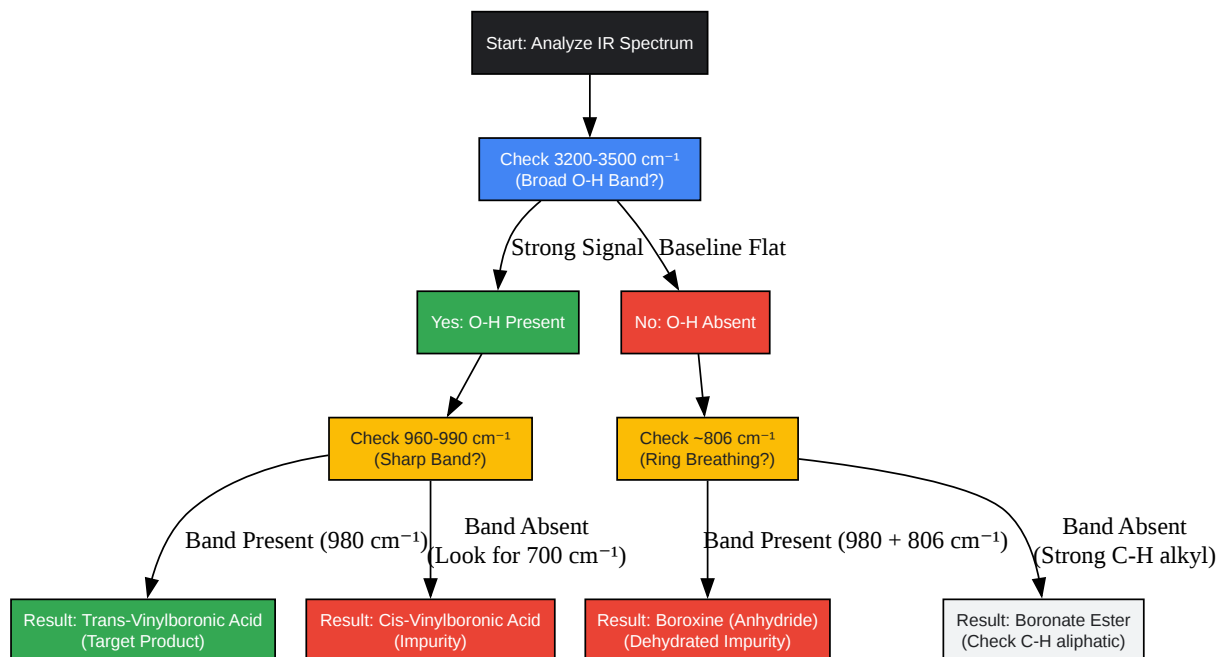 Start: Analyze IR Spectrum
Check 3200-3500 cm⁻¹
(Broad O-H Band?)
Strong Signal
Baseline Flat
Yes: O-H Present
No: O-H Absent
Check 960-990 cm⁻¹
(Sharp Band?)
Check ~806 cm⁻¹
(Ring Breathing?)
Band Present (980 cm⁻¹)
Band Absent
(Look for 700 cm⁻¹)
Band Present (980 + 806 cm⁻¹)
Band Absent
(Strong C-H alkyl)
Result: Trans-Vinylboronic Acid
(Target Product)
Result: Cis-Vinylboronic Acid
(Impurity)
Result: Boroxine (Anhydride)
(Dehydrated Impurity)
Result: Boronate Ester
(Check C-H aliphatic)